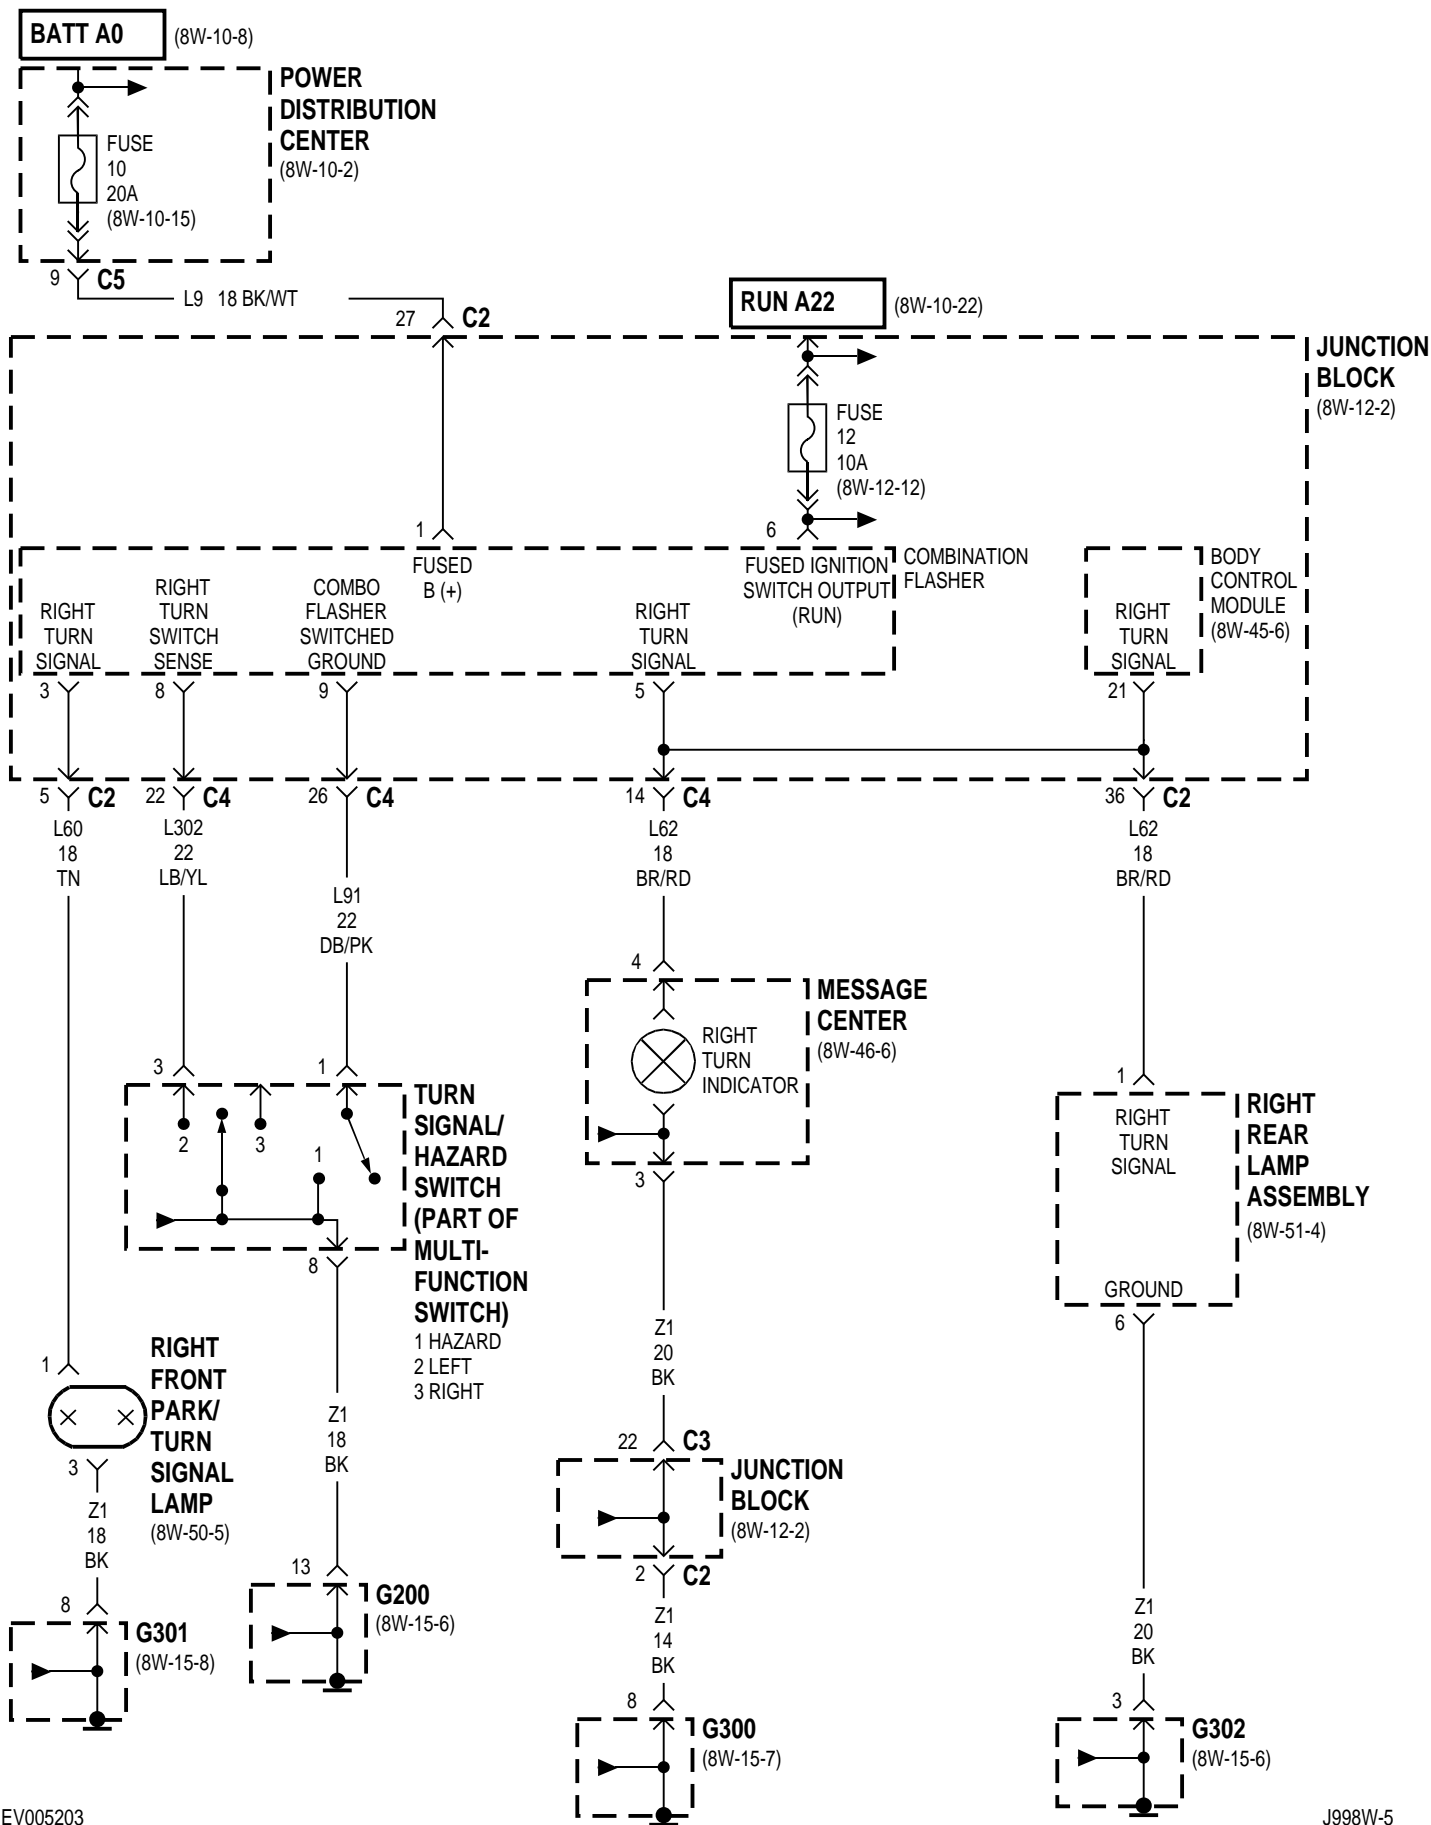 BATT A0
(8W-10-8)
POWER
DISTRIBUTION
CENTER
(8W-10-2)
FUSE
10
20A
(8W-10-15)
9
C5
L9 18 BK/WT
27
C2
RUN A22
(8W-10-22)
JUNCTION
BLOCK
(8W-12-2)
FUSE
12
10A
(8W-12-12)
1
6
FUSED
B (+)
FUSED IGNITION
SWITCH OUTPUT
(RUN)
COMBINATION
FLASHER
BODY
CONTROL
MODULE
(8W-45-6)
RIGHT
TURN
SIGNAL
RIGHT
TURN
SWITCH
SENSE
COMBO
FLASHER
SWITCHED
GROUND
RIGHT
TURN
SIGNAL
RIGHT
TURN
SIGNAL
3
8
9
5
21
5
C2
22
C4
26
C4
14
C4
36
C2
L60
18
TN
L302
22
LB/YL
L91
22
DB/PK
L62
18
BR/RD
L62
18
BR/RD
4
MESSAGE
CENTER
(8W-46-6)
RIGHT
TURN
INDICATOR
3
3
1
2
3
1
TURN
SIGNAL/
HAZARD
SWITCH
(PART OF
MULTI-
FUNCTION
SWITCH)
1 HAZARD
2 LEFT
3 RIGHT
8
1
RIGHT
TURN
SIGNAL
GROUND
RIGHT
REAR
LAMP
ASSEMBLY
(8W-51-4)
6
1
RIGHT
FRONT
PARK/
TURN
SIGNAL
LAMP
(8W-50-5)
3
Z1
18
BK
8
G301
(8W-15-8)
Z1
18
BK
13
G200
(8W-15-6)
Z1
20
BK
22
C3
JUNCTION
BLOCK
(8W-12-2)
2
C2
Z1
14
BK
8
G300
(8W-15-7)
Z1
20
BK
3
G302
(8W-15-6)
EV005203
J998W-5